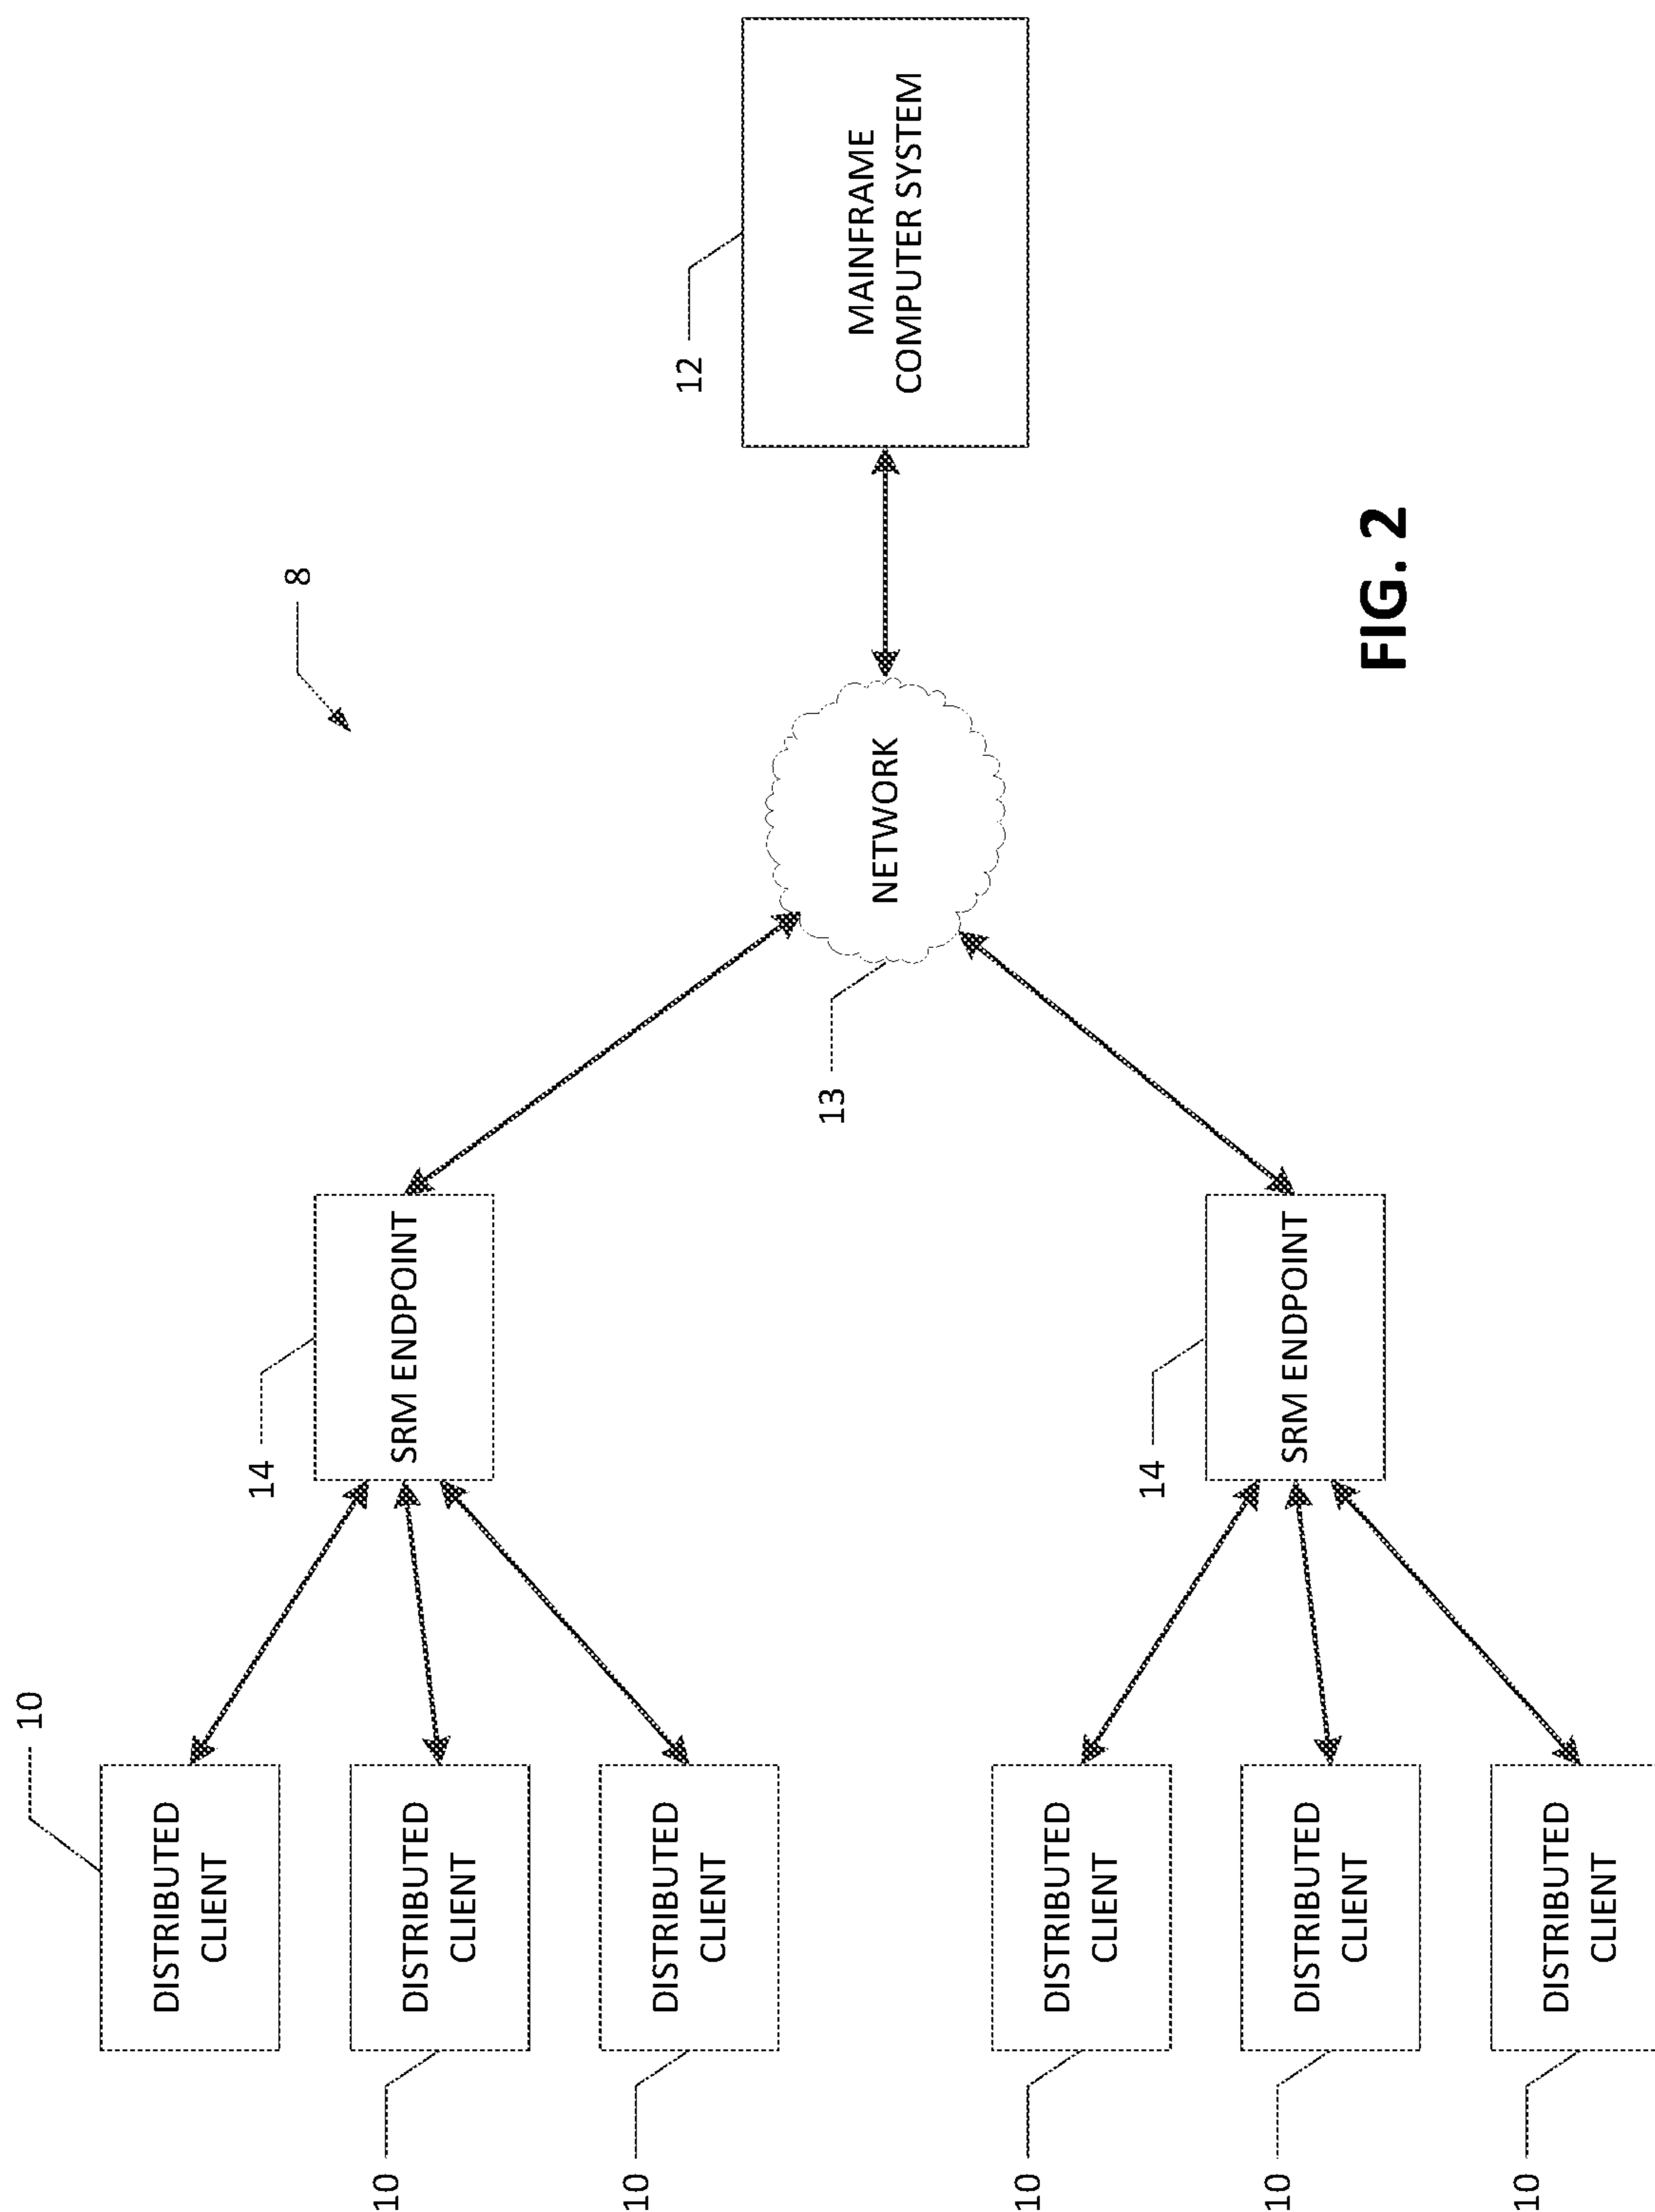 10
DISTRIBUTED
CLIENT
10
DISTRIBUTED
CLIENT
10
DISTRIBUTED
CLIENT
10
DISTRIBUTED
CLIENT
10
DISTRIBUTED
CLIENT
10
DISTRIBUTED
CLIENT
14
SRM ENDPOINT
14
SRM ENDPOINT
13
NETWORK
8
12
MAINFRAME
COMPUTER SYSTEM
FIG. 2